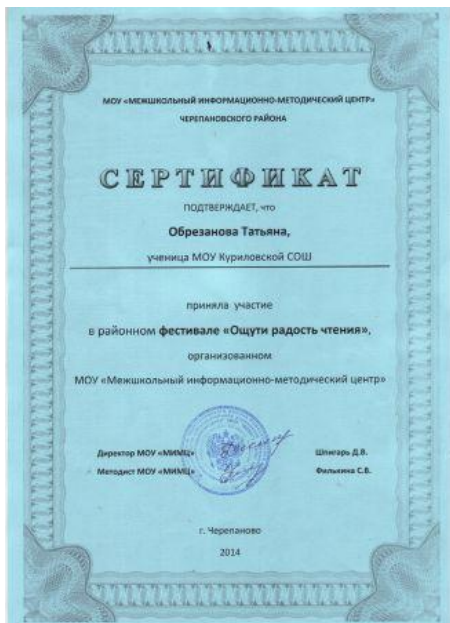 МОУ «МЕЖШКОЛЬНЫЙ ИНФОРМАЦИОННО-МЕТОДИЧЕСКИЙ ЦЕНТР»
ЧЕРЕПАНОВСКОГО РАЙОНА
СЕРТИФИКАТ
ПОДТВЕРЖДАЕТ, что
Обрезанова Татьяна,
ученица МОУ Куриловской СОШ
приняла участие
в районном фестивале «Ощути радость чтения»,
организованном
МОУ «Межшкольный информационно-методический центр»
Директор МОУ «МИМЦ» Шпигарь Д.В.
Методист МОУ «МИМЦ» Филькина С.В.
г. Черепаново
2014